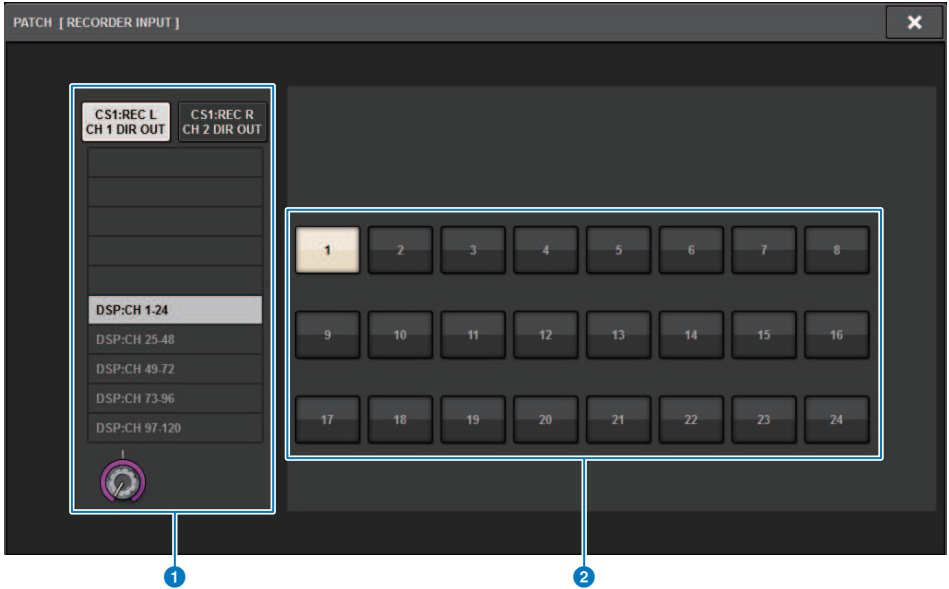 PATCH [ RECORDER INPUT ]
CS1:REC L
CH 1 DIR OUT
CS1:REC R
CH 2 DIR OUT
DSP:CH 1-24
DSP:CH 25-48
DSP:CH 49-72
DSP:CH 73-96
DSP:CH 97-120
1 2 3 4 5 6 7 8
9 10 11 12 13 14 15 16
17 18 19 20 21 22 23 24
1
2